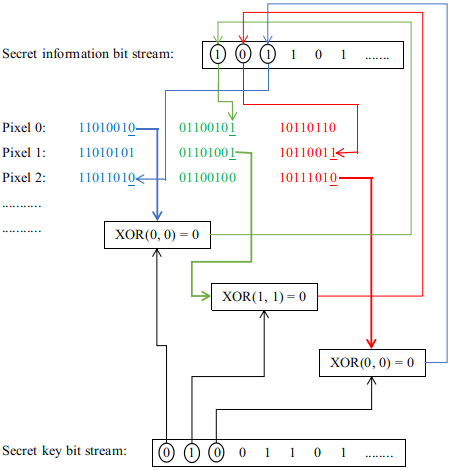 Secret information bit stream: 1 0 1 1 0 1 .......
Pixel 0: 11010010 01100101 10110110
Pixel 1: 11010101 01101001 10110011
Pixel 2: 11011010 01100100 10111010
...........
...........
XOR(0, 0) = 0
XOR(1, 1) = 0
XOR(0, 0) = 0
Secret key bit stream: 0 1 0 0 1 1 0 1 ........